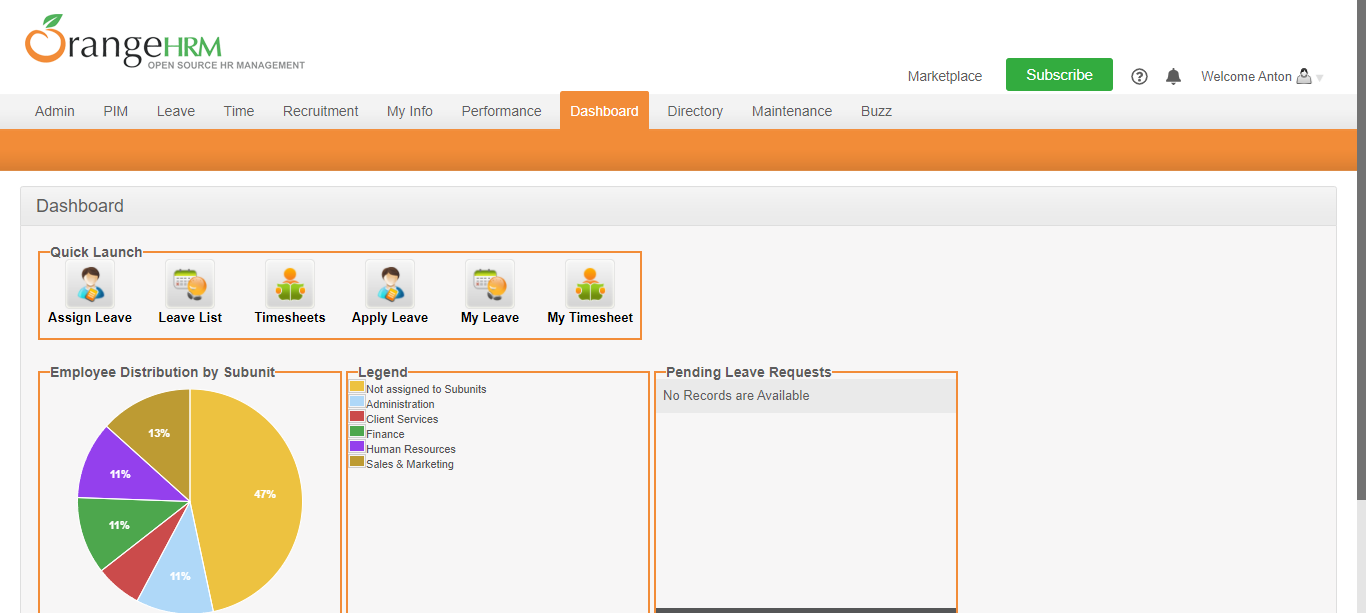 OrangeHRM
OPEN SOURCE HR MANAGEMENT
Marketplace Subscribe ? Welcome Anton
Admin PIM Leave Time Recruitment My Info Performance Dashboard Directory Maintenance Buzz
Dashboard
Quick Launch
Assign Leave Leave List Timesheets Apply Leave My Leave My Timesheet
Employee Distribution by Subunit
13%
11%
47%
11%
11%
Legend
Not assigned to Subunits
Administration
Client Services
Finance
Human Resources
Sales & Marketing
Pending Leave Requests
No Records are Available